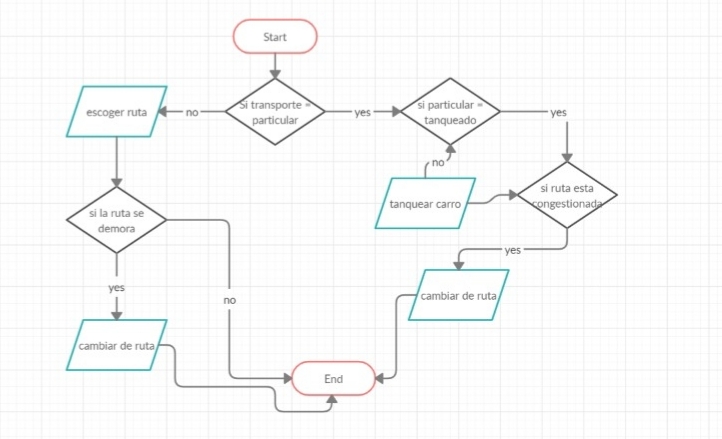 Start
Si transporte =
particular
no
escoger ruta
yes
si particular =
tanqueado
yes
no
tanquear carro
si ruta esta
congestionada
yes
cambiar de ruta
si la ruta se
demora
yes
no
cambiar de ruta
End